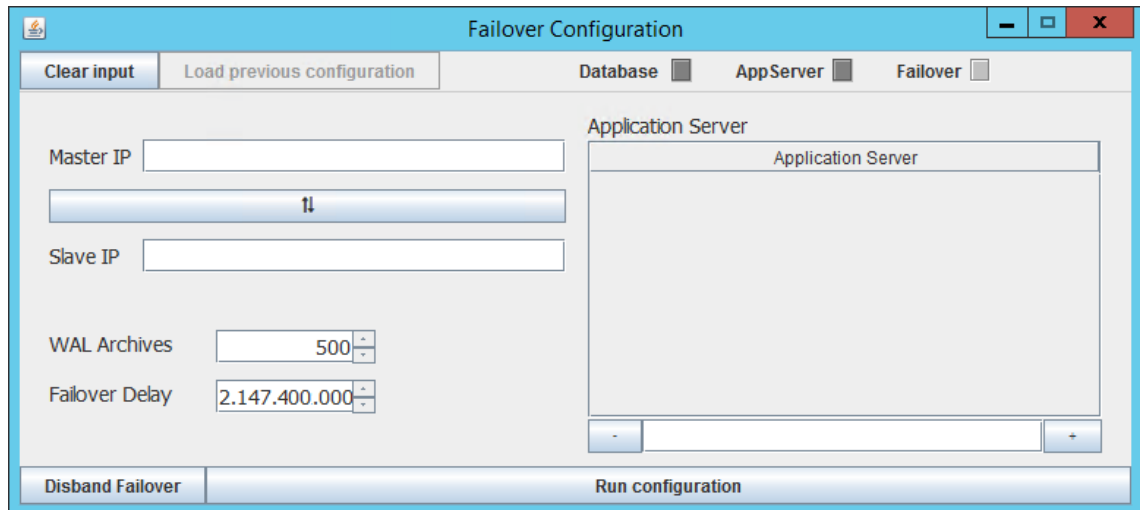 Failover Configuration
Clear input Load previous configuration Database AppServer Failover
Application Server
Master IP
Application Server
Slave IP
WAL Archives 500
Failover Delay 2.147.400.000
- +
Disband Failover Run configuration